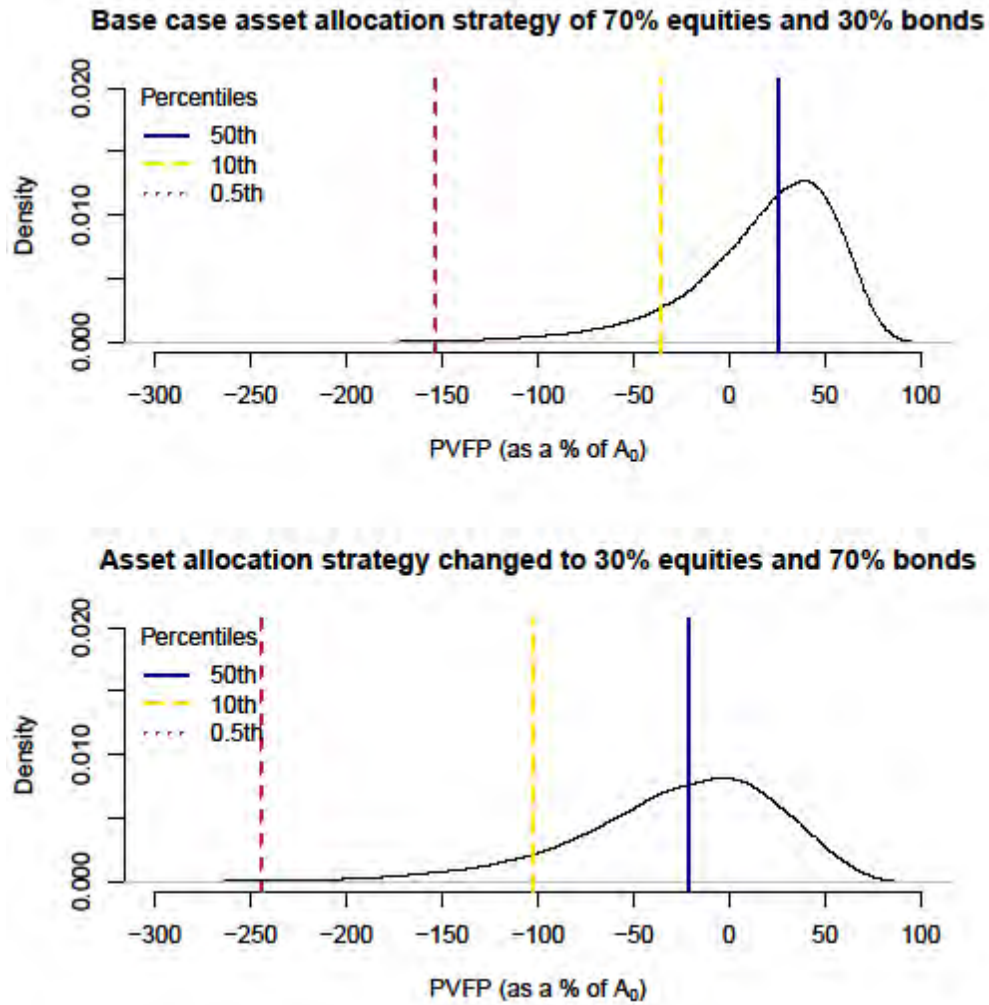 Base case asset allocation strategy of 70% equities and 30% bonds
Percentiles
50th
10th
0.5th
0.020
0.010
0.000
Density
−300 −250 −200 −150 −100 −50 0 50 100
PVFP (as a % of A₀)
Asset allocation strategy changed to 30% equities and 70% bonds
Percentiles
50th
10th
0.5th
0.020
0.010
0.000
Density
−300 −250 −200 −150 −100 −50 0 50 100
PVFP (as a % of A₀)